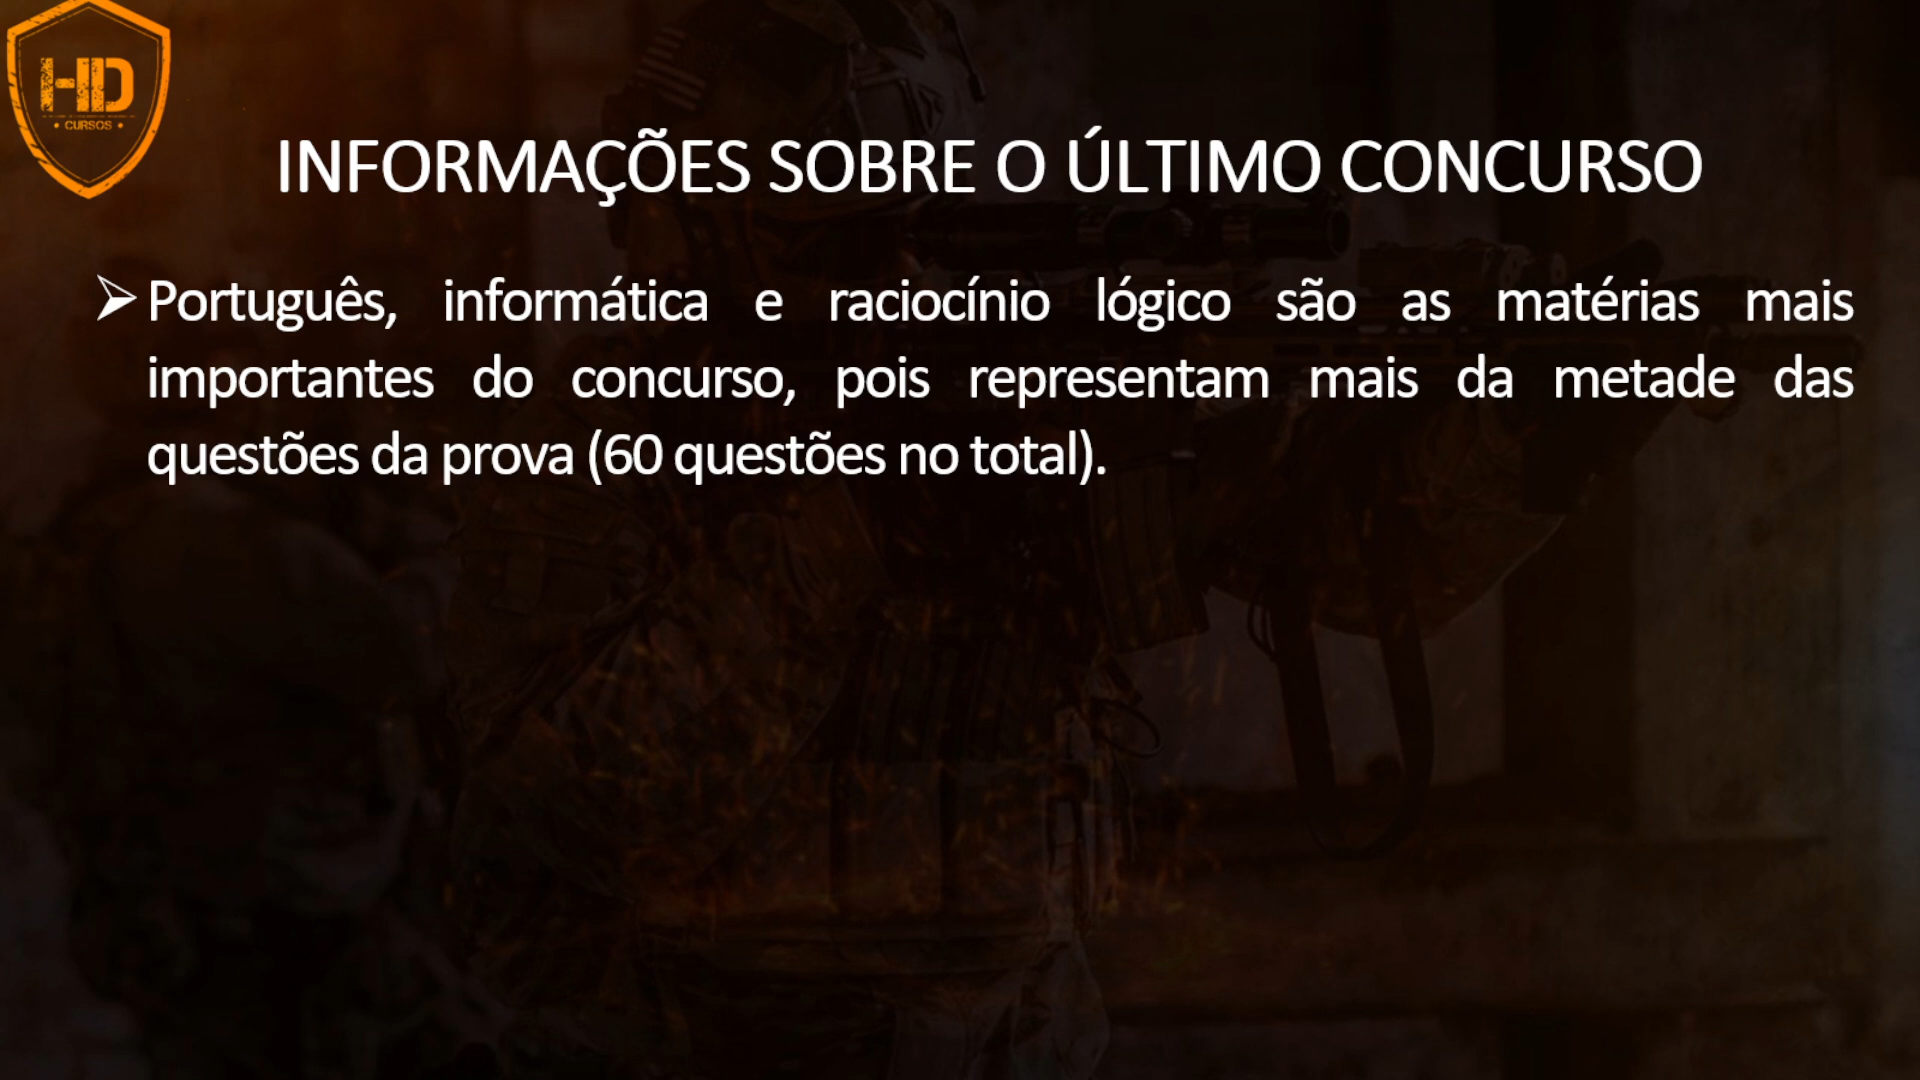 HD
• CURSOS •
INFORMAÇÕES SOBRE O ÚLTIMO CONCURSO
➢ Português, informática e raciocínio lógico são as matérias mais
importantes do concurso, pois representam mais da metade das
questões da prova (60 questões no total).